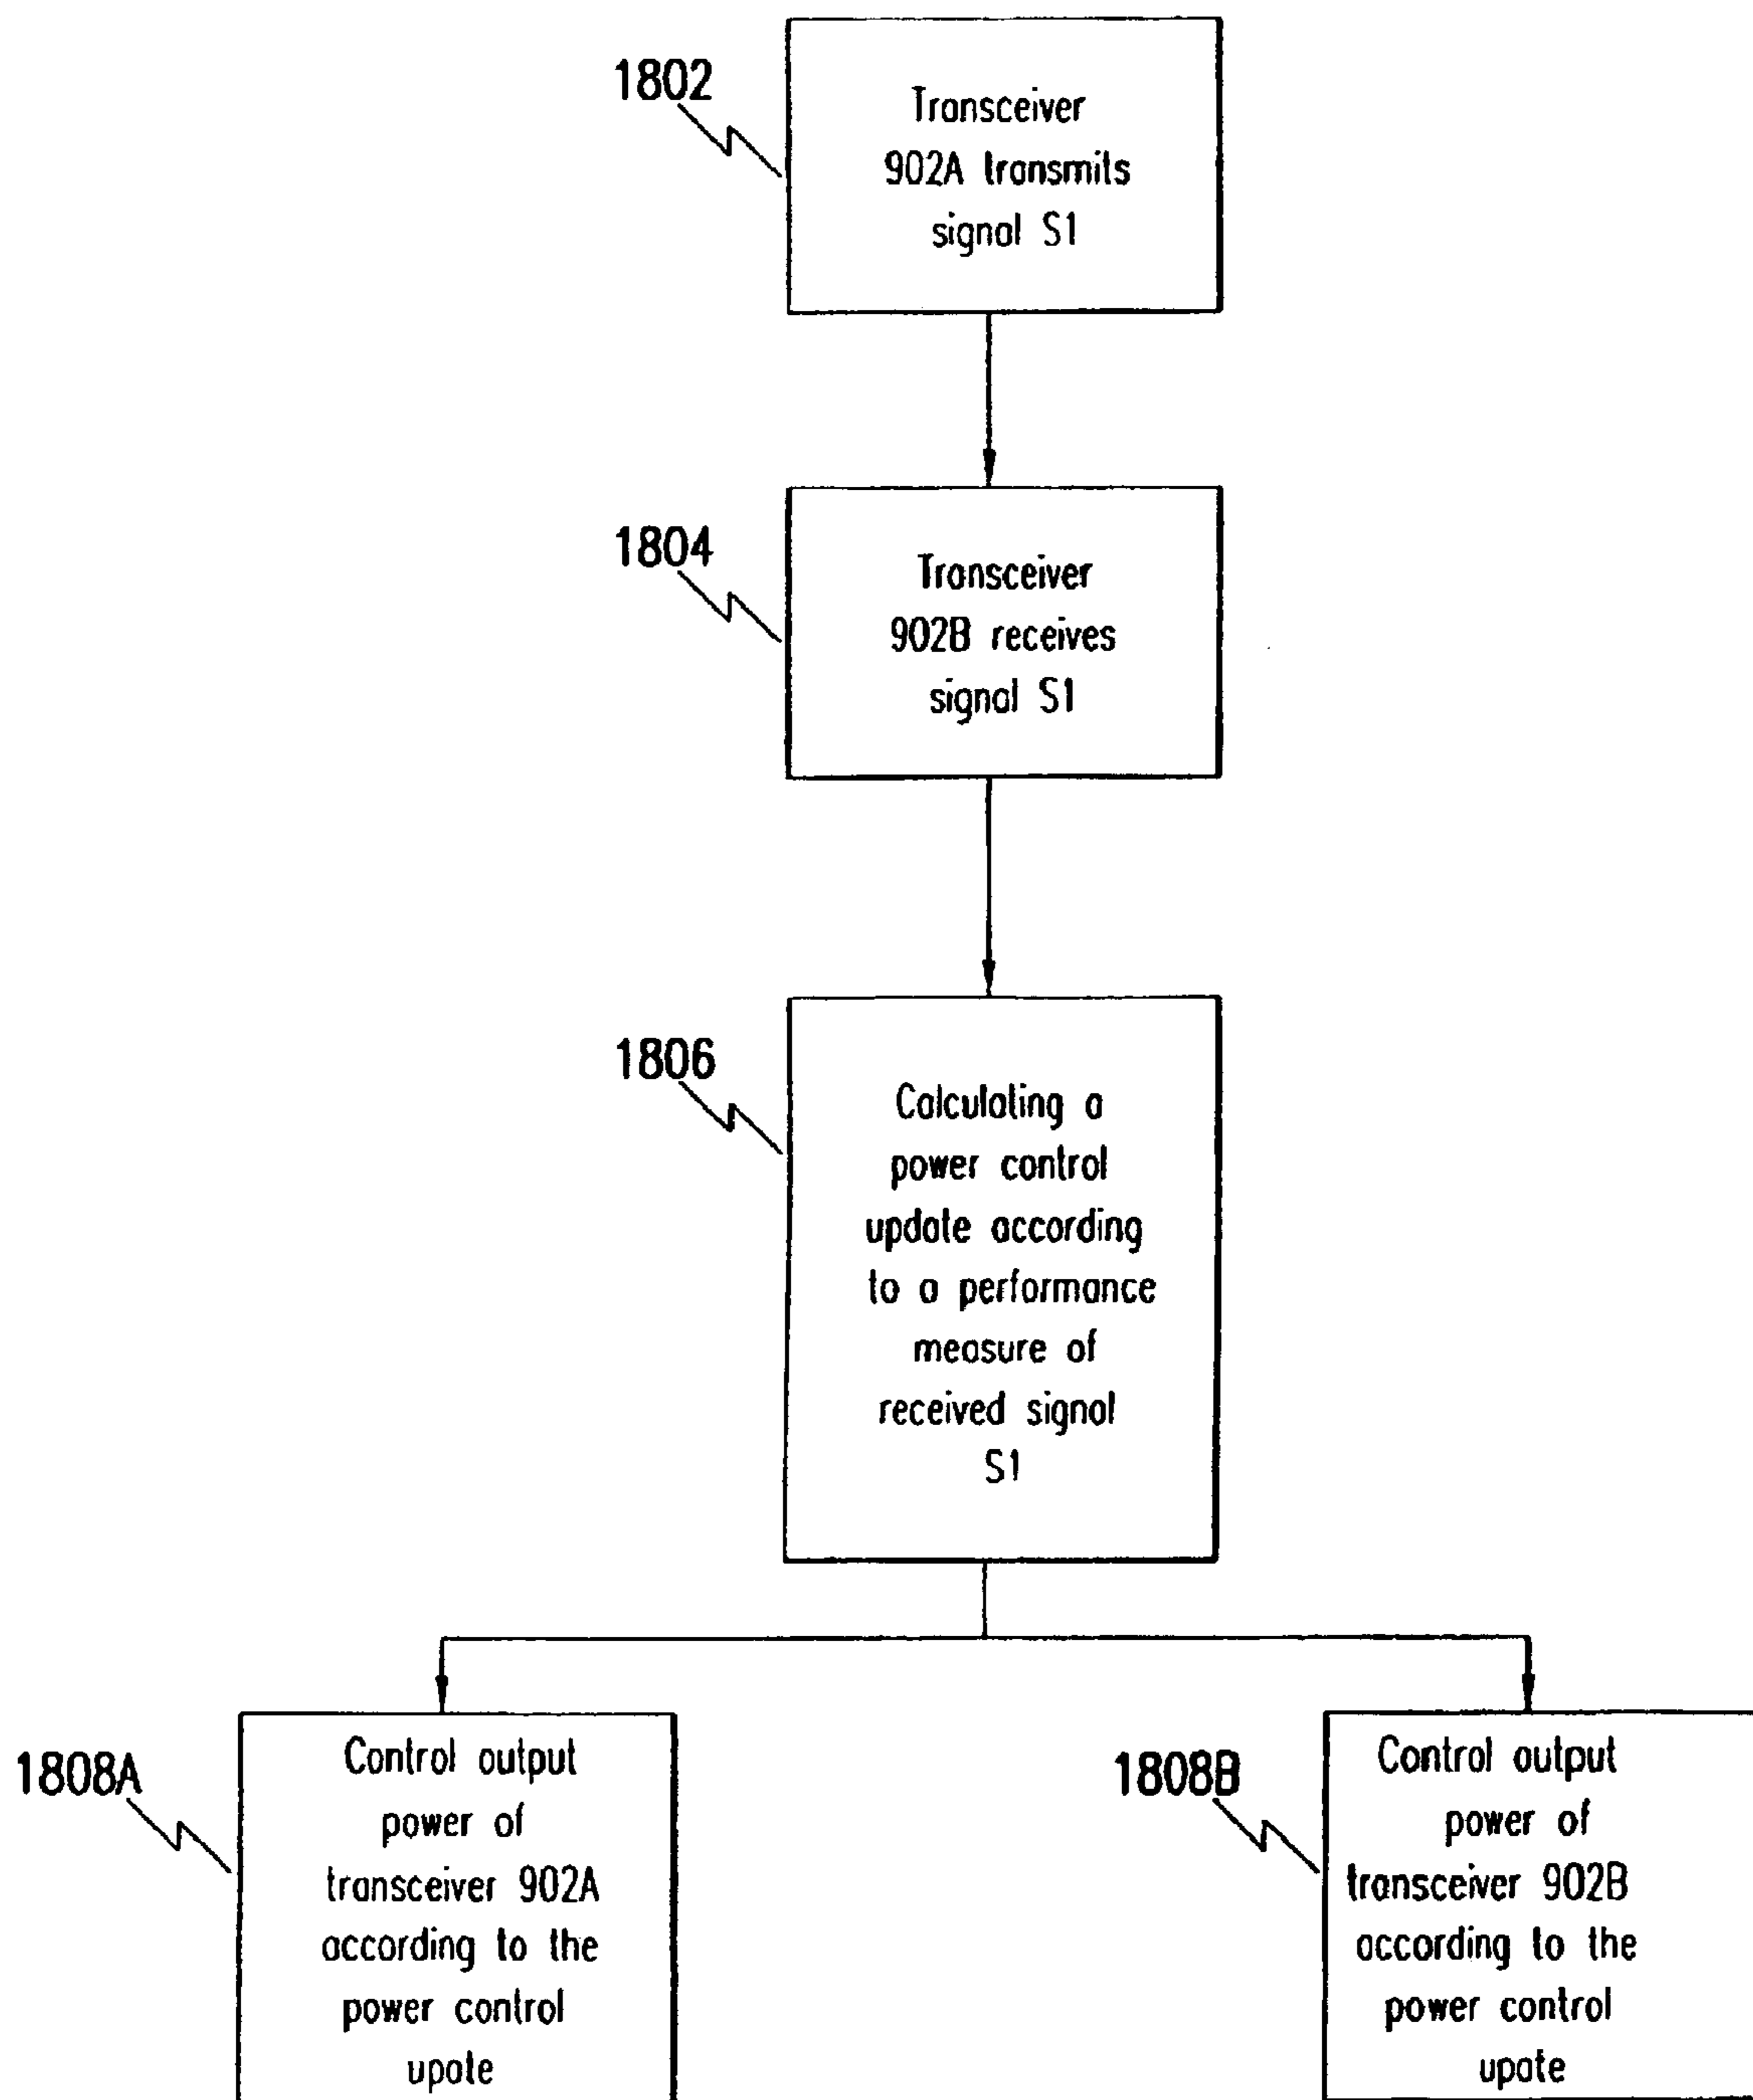 1802
Transceiver
902A transmits
signal S1
1804
Transceiver
902B receives
signal S1
1806
Calculating a
power control
update according
to a performance
measure of
received signal
S1
1808A
Control output
power of
transceiver 902A
according to the
power control
upate
1808B
Control output
power of
transceiver 902B
according to the
power control
upate